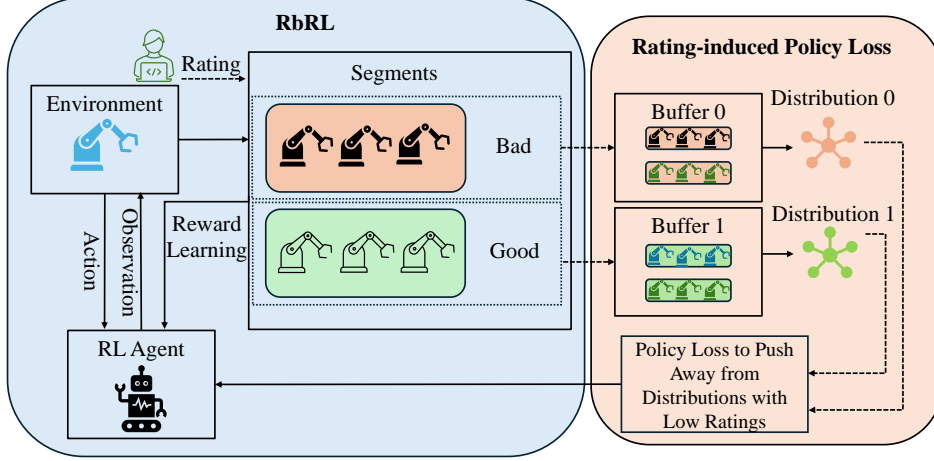 RbRL
Rating-induced Policy Loss
Rating
Segments
Environment
Bad
Good
Reward
Learning
Action
Observation
RL Agent
Buffer 0
Distribution 0
Buffer 1
Distribution 1
Policy Loss to Push
Away from
Distributions with
Low Ratings